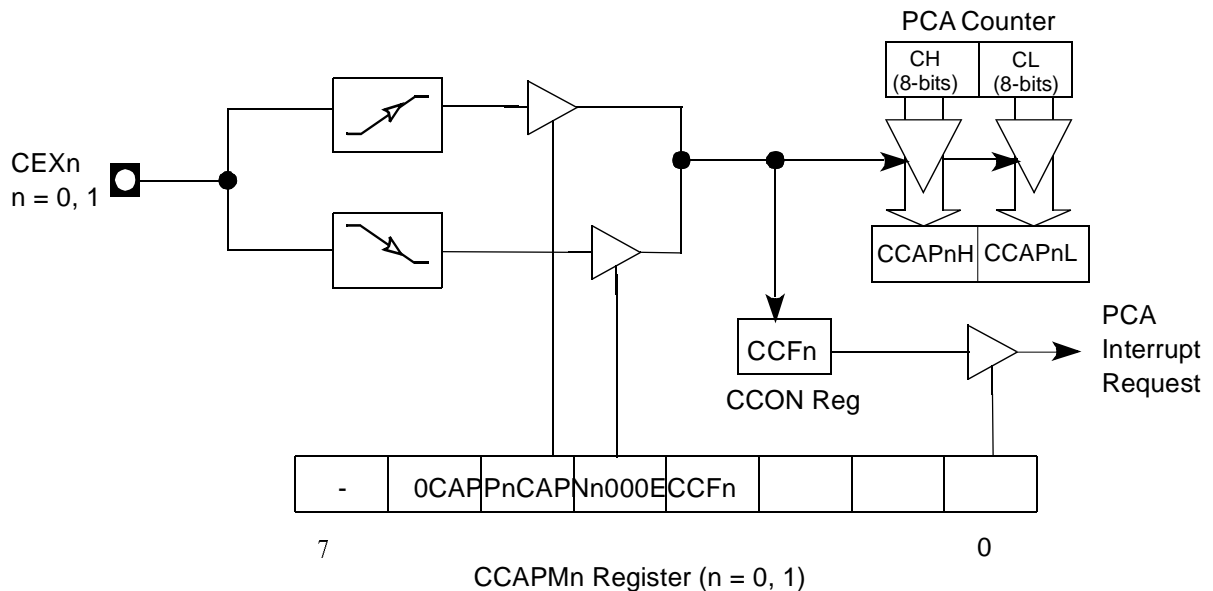 PCA Counter
CH
(8-bits)
CL
(8-bits)
CEXn
n = 0, 1
CCAPnH
CCAPnL
CCFn
CCON Reg
PCA
Interrupt
Request
-
0CAPPnCAPNn000ECCFn
7
0
CCAPMn Register (n = 0, 1)